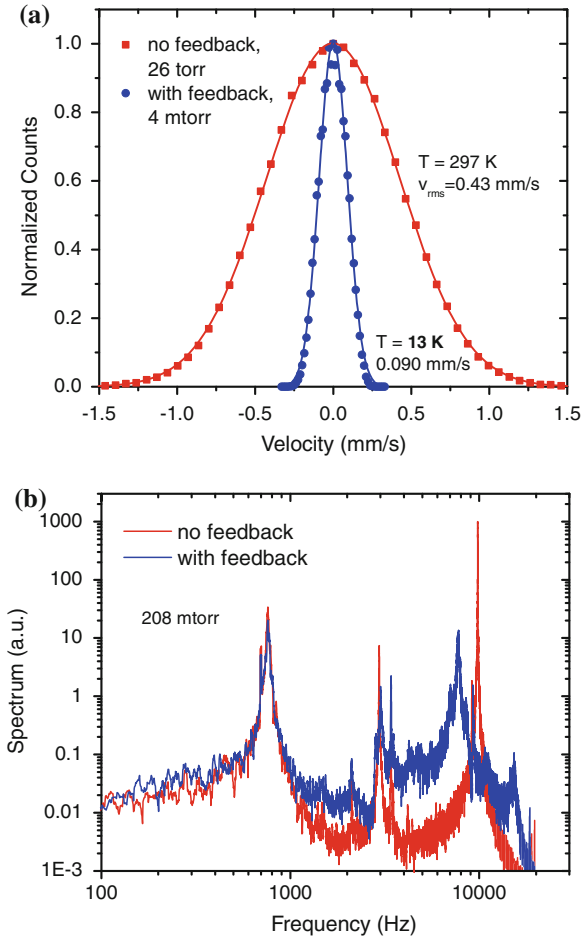 (a)
no feedback,
26 torr
with feedback,
4 mtorr
T = 297 K
v_rms=0.43 mm/s
T = 13 K
0.090 mm/s
Normalized Counts
1.0
0.8
0.6
0.4
0.2
0.0
-1.5 -1.0 -0.5 0.0 0.5 1.0 1.5
Velocity (mm/s)
(b)
no feedback
with feedback
208 mtorr
Spectrum (a.u.)
1000
100
10
1
0.1
0.01
1E-3
100 1000 10000
Frequency (Hz)